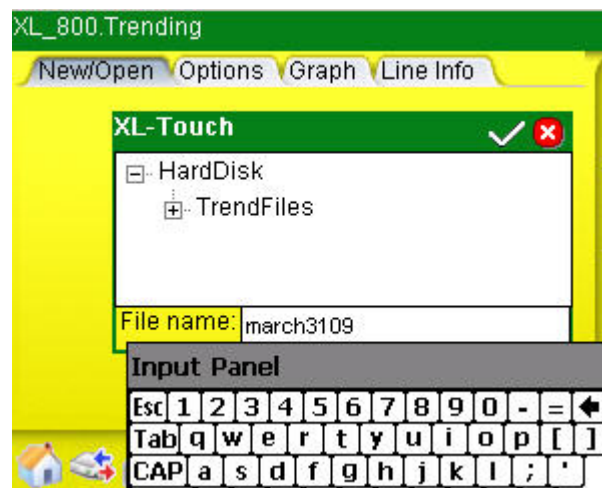 XL_800.Trending
New/Open Options Graph Line Info
XL-Touch
HardDisk
TrendFiles
File name: march3109
Input Panel
Esc 1 2 3 4 5 6 7 8 9 0 - =
Tab q w e r t y u i o p [ ]
CAP a s d f g h j k l ; '